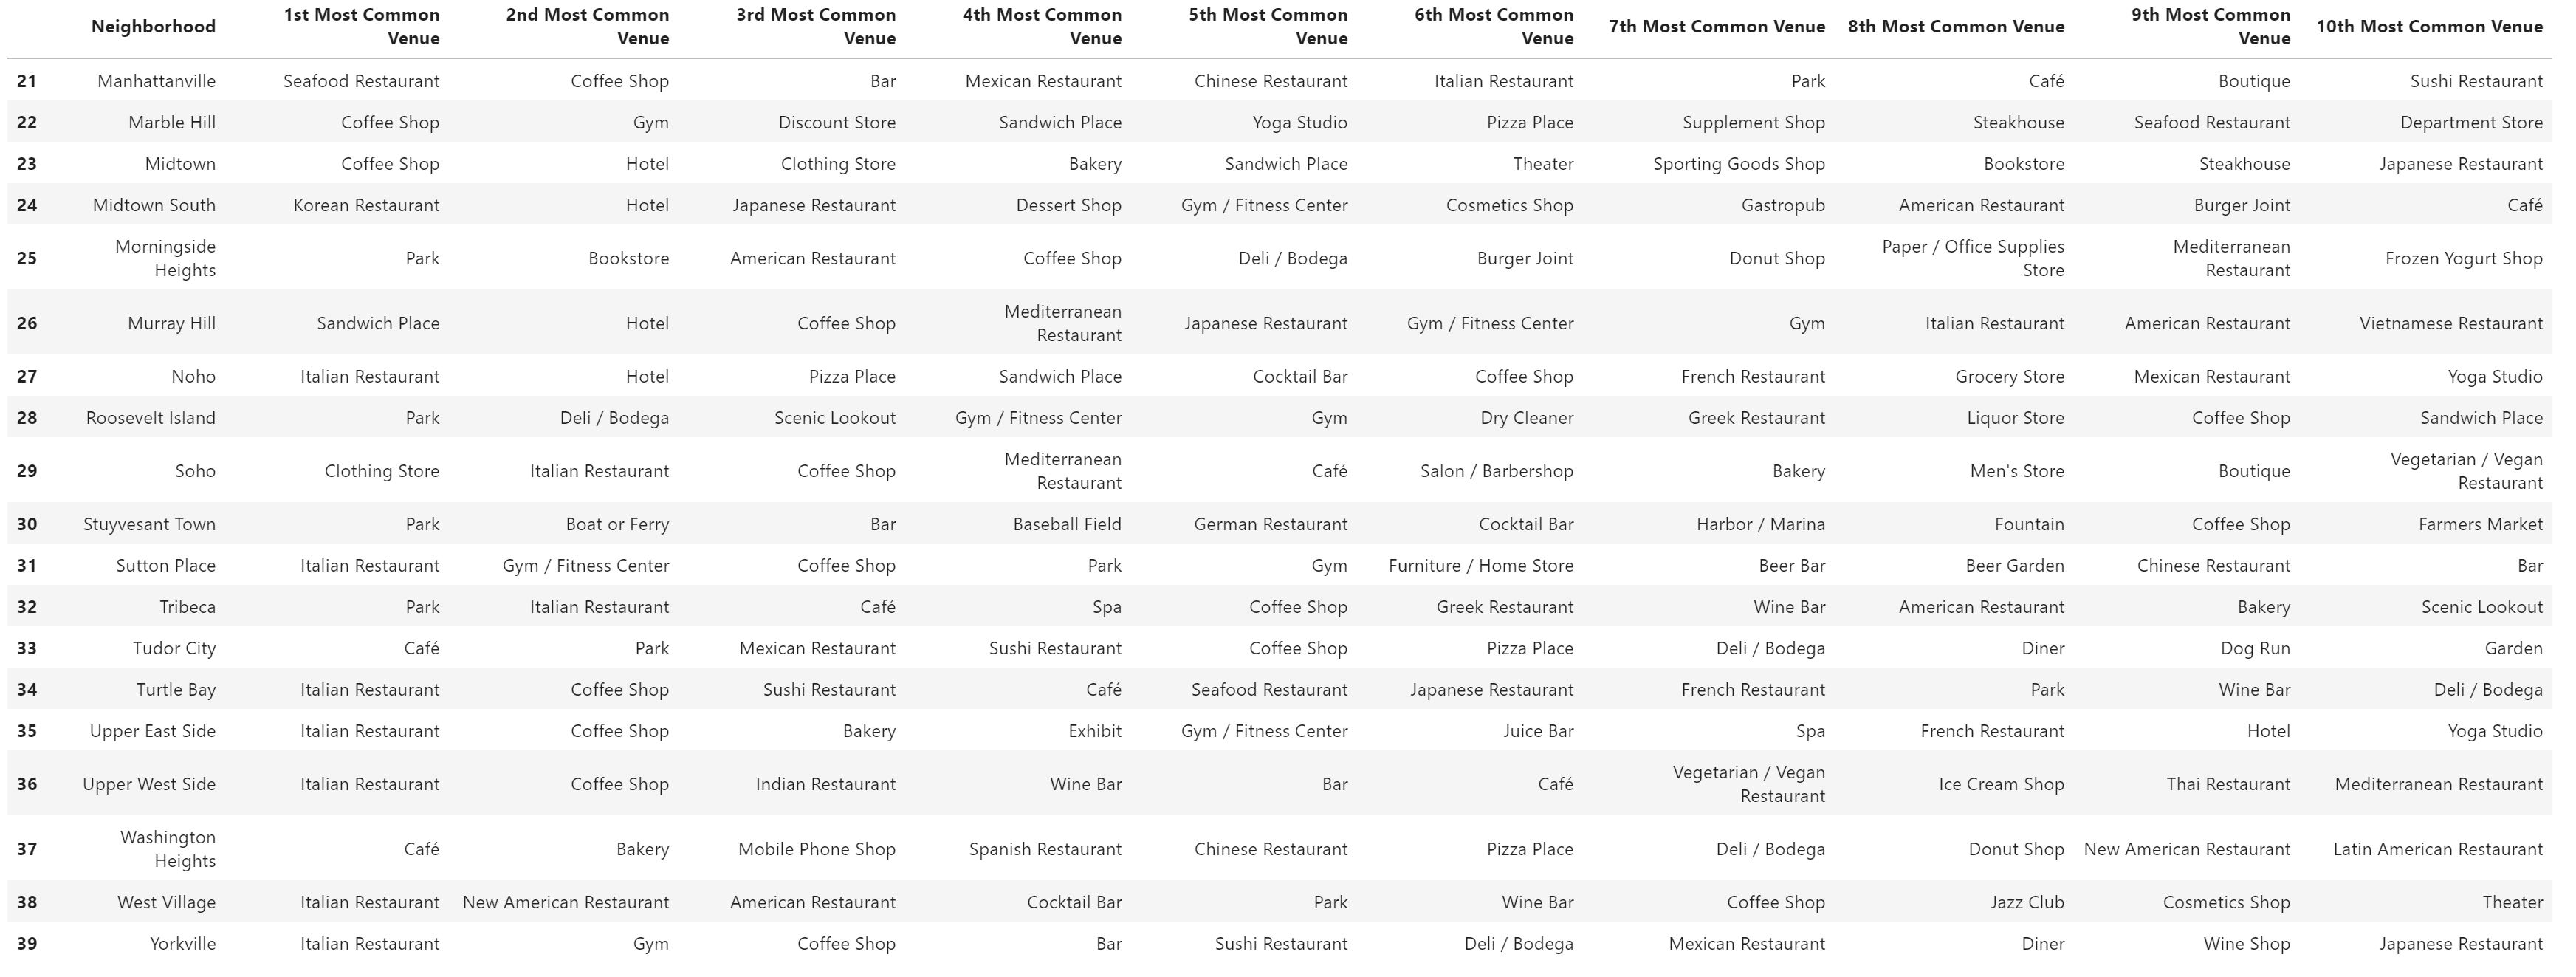 Neighborhood 1st Most Common Venue 2nd Most Common Venue 3rd Most Common Venue 4th Most Common Venue 5th Most Common Venue 6th Most Common Venue 7th Most Common Venue 8th Most Common Venue 9th Most Common Venue 10th Most Common Venue
21 Manhattanville Seafood Restaurant Coffee Shop Bar Mexican Restaurant Chinese Restaurant Italian Restaurant Park Café Boutique Sushi Restaurant
22 Marble Hill Coffee Shop Gym Discount Store Sandwich Place Yoga Studio Pizza Place Supplement Shop Steakhouse Seafood Restaurant Department Store
23 Midtown Coffee Shop Hotel Clothing Store Bakery Sandwich Place Theater Sporting Goods Shop Bookstore Steakhouse Japanese Restaurant
24 Midtown South Korean Restaurant Hotel Japanese Restaurant Dessert Shop Gym / Fitness Center Cosmetics Shop Gastropub American Restaurant Burger Joint Café
25 Morningside Heights Park Bookstore American Restaurant Coffee Shop Deli / Bodega Burger Joint Donut Shop Paper / Office Supplies Store Mediterranean Restaurant Frozen Yogurt Shop
26 Murray Hill Sandwich Place Hotel Coffee Shop Mediterranean Restaurant Japanese Restaurant Gym / Fitness Center Gym Italian Restaurant American Restaurant Vietnamese Restaurant
27 Noho Italian Restaurant Hotel Pizza Place Sandwich Place Cocktail Bar Coffee Shop French Restaurant Grocery Store Mexican Restaurant Yoga Studio
28 Roosevelt Island Park Deli / Bodega Scenic Lookout Gym / Fitness Center Gym Dry Cleaner Greek Restaurant Liquor Store Coffee Shop Sandwich Place
29 Soho Clothing Store Italian Restaurant Coffee Shop Mediterranean Restaurant Café Salon / Barbershop Bakery Men's Store Boutique Vegetarian / Vegan Restaurant
30 Stuyvesant Town Park Boat or Ferry Bar Baseball Field German Restaurant Cocktail Bar Harbor / Marina Fountain Coffee Shop Farmers Market
31 Sutton Place Italian Restaurant Gym / Fitness Center Coffee Shop Park Gym Furniture / Home Store Beer Bar Beer Garden Chinese Restaurant Bar
32 Tribeca Park Italian Restaurant Café Spa Coffee Shop Greek Restaurant Wine Bar American Restaurant Bakery Scenic Lookout
33 Tudor City Café Park Mexican Restaurant Sushi Restaurant Coffee Shop Pizza Place Deli / Bodega Diner Dog Run Garden
34 Turtle Bay Italian Restaurant Coffee Shop Sushi Restaurant Café Seafood Restaurant Japanese Restaurant French Restaurant Park Wine Bar Deli / Bodega
35 Upper East Side Italian Restaurant Coffee Shop Bakery Exhibit Gym / Fitness Center Juice Bar Spa French Restaurant Hotel Yoga Studio
36 Upper West Side Italian Restaurant Coffee Shop Indian Restaurant Wine Bar Bar Café Vegetarian / Vegan Restaurant Ice Cream Shop Thai Restaurant Mediterranean Restaurant
37 Washington Heights Café Bakery Mobile Phone Shop Spanish Restaurant Chinese Restaurant Pizza Place Deli / Bodega Donut Shop New American Restaurant Latin American Restaurant
38 West Village Italian Restaurant New American Restaurant American Restaurant Cocktail Bar Park Wine Bar Coffee Shop Jazz Club Cosmetics Shop Theater
39 Yorkville Italian Restaurant Gym Coffee Shop Bar Sushi Restaurant Deli / Bodega Mexican Restaurant Diner Wine Shop Japanese Restaurant